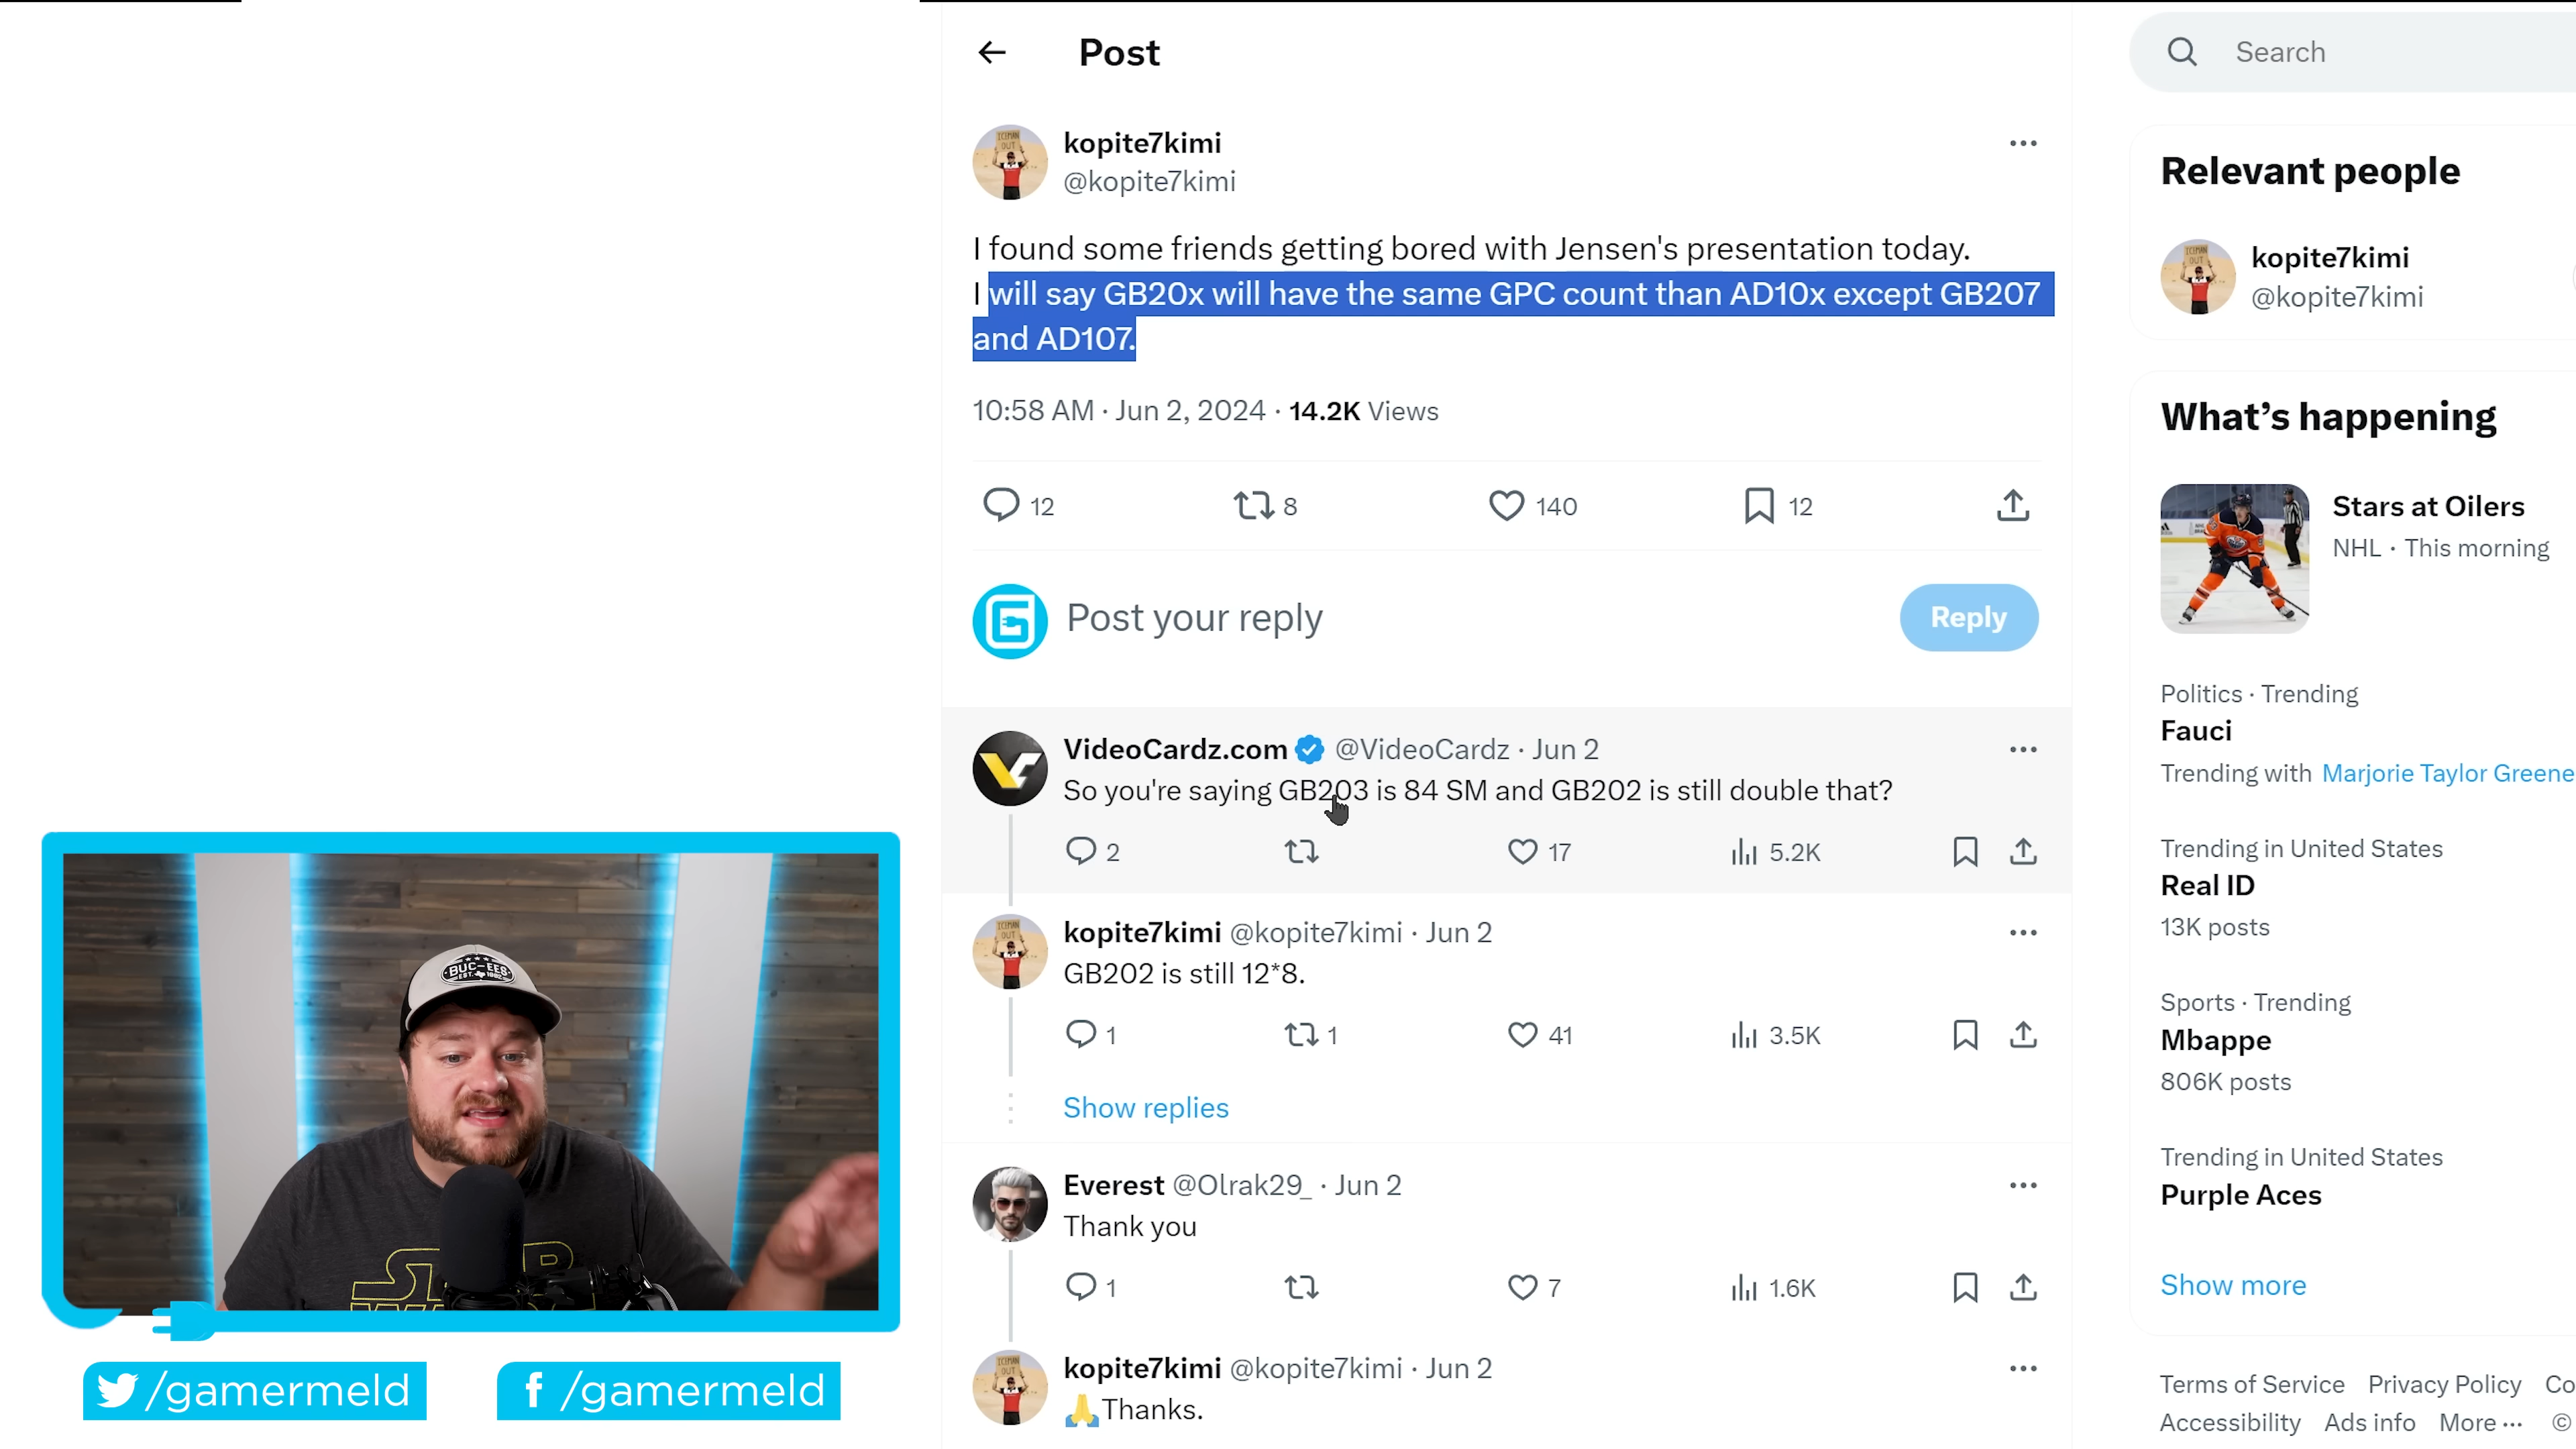 Post
Search
kopite7kimi
@kopite7kimi
I found some friends getting bored with Jensen's presentation today.
I will say GB20x will have the same GPC count than AD10x except GB207
and AD107.
10:58 AM · Jun 2, 2024 · 14.2K Views
12 8 140 12
Post your reply
Reply
VideoCardz.com @VideoCardz · Jun 2
So you're saying GB203 is 84 SM and GB202 is still double that?
2 17 5.2K
kopite7kimi @kopite7kimi · Jun 2
GB202 is still 12*8.
1 1 41 3.5K
Show replies
Everest @Olrak29_ · Jun 2
Thank you
1 7 1.6K
kopite7kimi @kopite7kimi · Jun 2
🙏Thanks.
Relevant people
kopite7kimi
@kopite7kimi
What's happening
Stars at Oilers
NHL · This morning
Politics · Trending
Fauci
Trending with Marjorie Taylor Greene
Trending in United States
Real ID
13K posts
Sports · Trending
Mbappe
806K posts
Trending in United States
Purple Aces
Show more
Terms of Service Privacy Policy Co
Accessibility Ads info More ··· ©
BUC-EES
/gamermeld
/gamermeld
ICEMAN
OUT